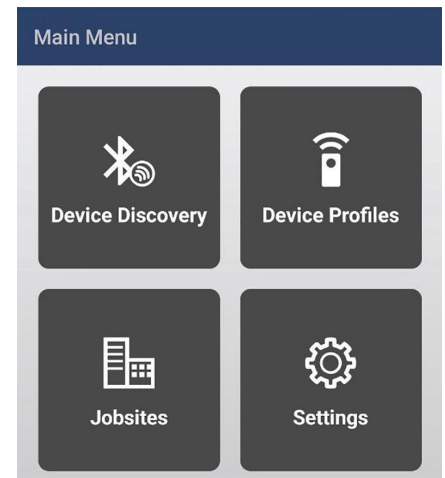 Main Menu
Device Discovery
Device Profiles
Jobsites
Settings